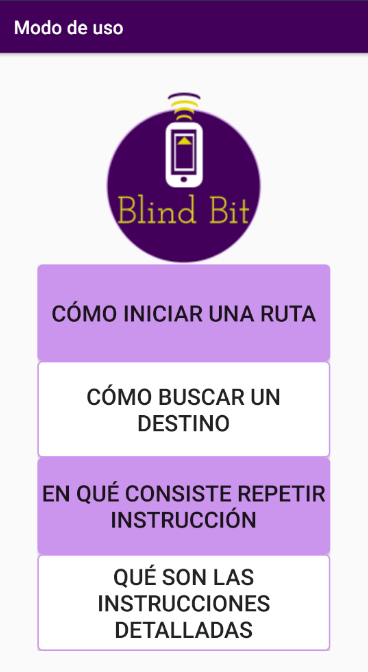 Modo de uso
Blind Bit
CÓMO INICIAR UNA RUTA
CÓMO BUSCAR UN
DESTINO
EN QUÉ CONSISTE REPETIR
INSTRUCCIÓN
QUÉ SON LAS
INSTRUCCIONES
DETALLADAS